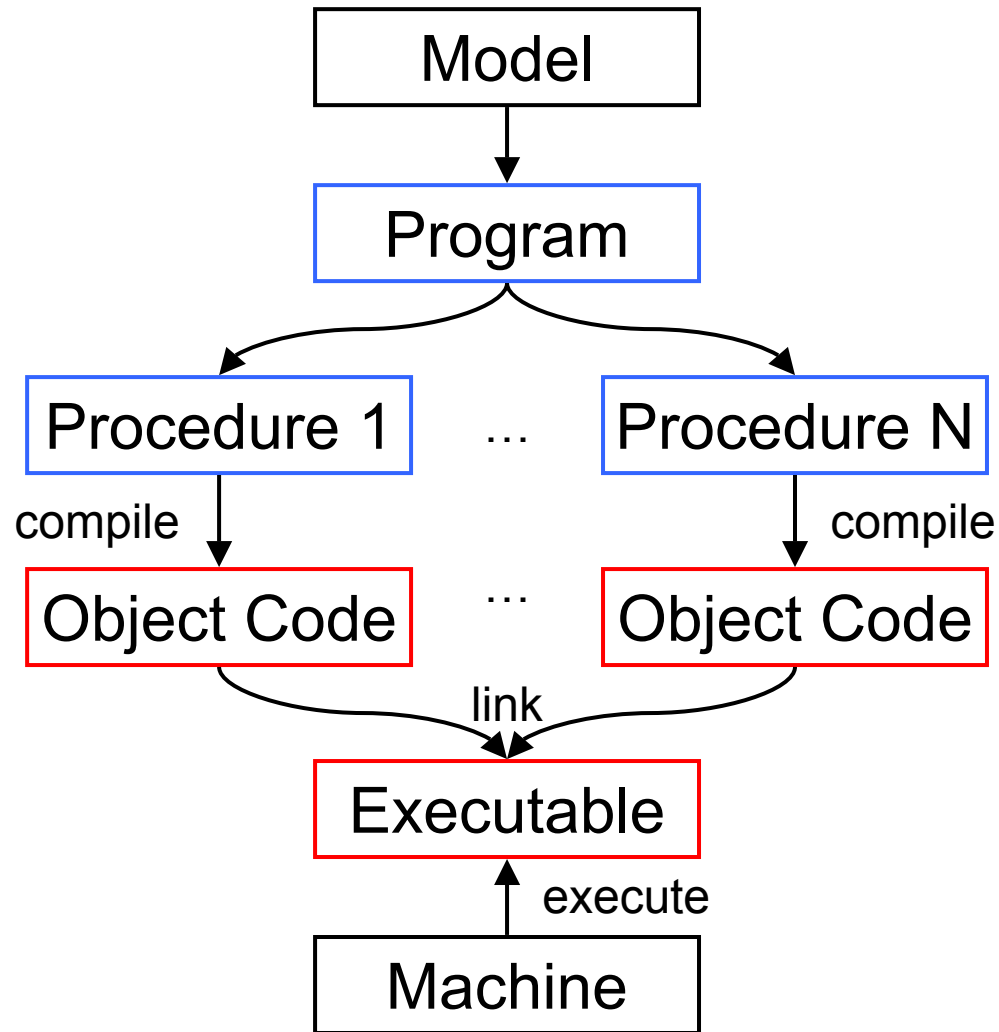 Model
Program
Procedure 1 … Procedure N
compile compile
Object Code … Object Code
link
Executable
execute
Machine